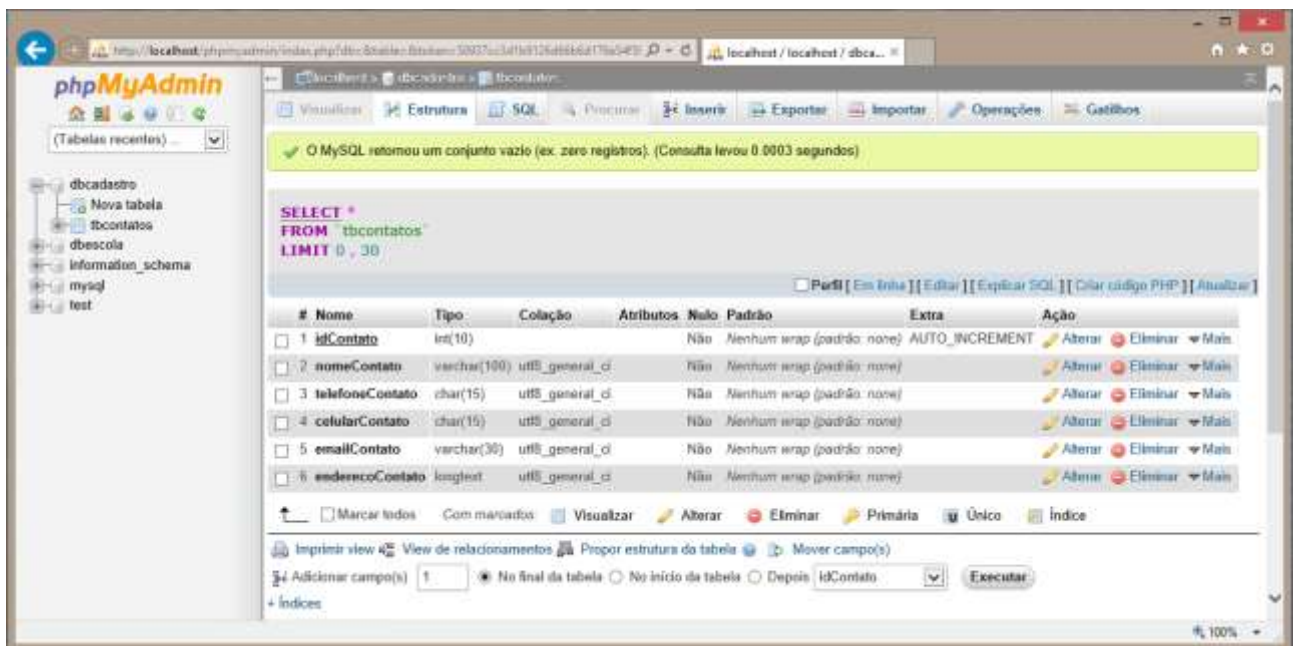 localhost / localhost / dbca...
phpMyAdmin
localhost » dbcadastro » tbcontatos
(Tabelas recentes) ...
Visualizar Estrutura SQL Procurar Inserir Exportar Importar Operações Gatilhos
O MySQL retornou um conjunto vazio (ex. zero registros). (Consulta levou 0.0003 segundos)
dbcadastro
Nova tabela
tbcontatos
dbescola
information_schema
mysql
test
SELECT *
FROM `tbcontatos`
LIMIT 0 , 30
Perfil [ Em linha ] [ Editar ] [ Explicar SQL ] [ Criar código PHP ] [ Atualizar ]
# Nome Tipo Colação Atributos Nulo Padrão Extra Ação
1 idContato int(10) Não Nenhum wrap (padrão: none) AUTO_INCREMENT Alterar Eliminar Mais
2 nomeContato varchar(100) utf8_general_ci Não Nenhum wrap (padrão: none) Alterar Eliminar Mais
3 telefoneContato char(15) utf8_general_ci Não Nenhum wrap (padrão: none) Alterar Eliminar Mais
4 celularContato char(15) utf8_general_ci Não Nenhum wrap (padrão: none) Alterar Eliminar Mais
5 emailContato varchar(30) utf8_general_ci Não Nenhum wrap (padrão: none) Alterar Eliminar Mais
6 enderecoContato longtext utf8_general_ci Não Nenhum wrap (padrão: none) Alterar Eliminar Mais
Marcar todos Com marcados: Visualizar Alterar Eliminar Primária Único Índice
Imprimir view View de relacionamentos Propor estrutura da tabela Mover campo(s)
Adicionar campo(s) 1 No final da tabela No início da tabela Depois idContato Executar
+ Índices
100%